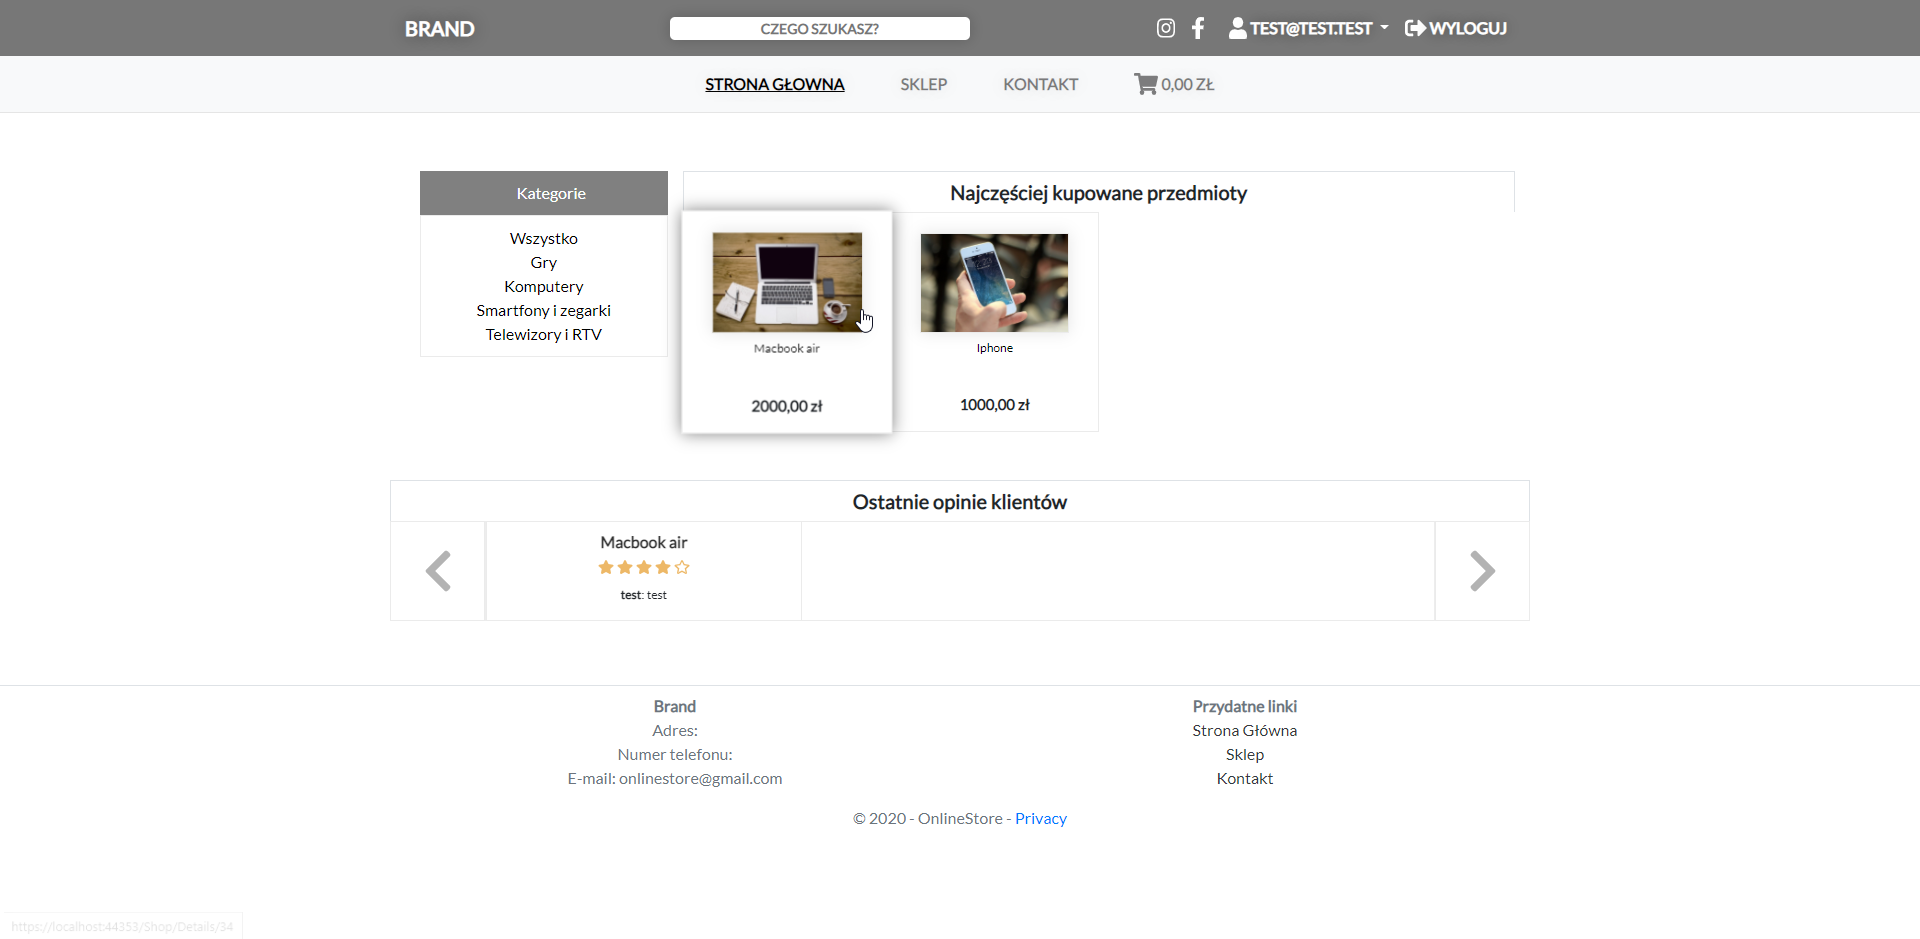 BRAND
CZEGO SZUKASZ?
TEST@TEST.TEST
WYLOGUJ
STRONA GŁOWNA
SKLEP
KONTAKT
0,00 ZŁ
Kategorie
Wszystko
Gry
Komputery
Smartfony i zegarki
Telewizory i RTV
Najczęściej kupowane przedmioty
Macbook air
2000,00 zł
Iphone
1000,00 zł
Ostatnie opinie klientów
Macbook air
test: test
Brand
Adres:
Numer telefonu:
E-mail: onlinestore@gmail.com
Przydatne linki
Strona Główna
Sklep
Kontakt
© 2020 - OnlineStore - Privacy
https://localhost:44353/Shop/Details/34